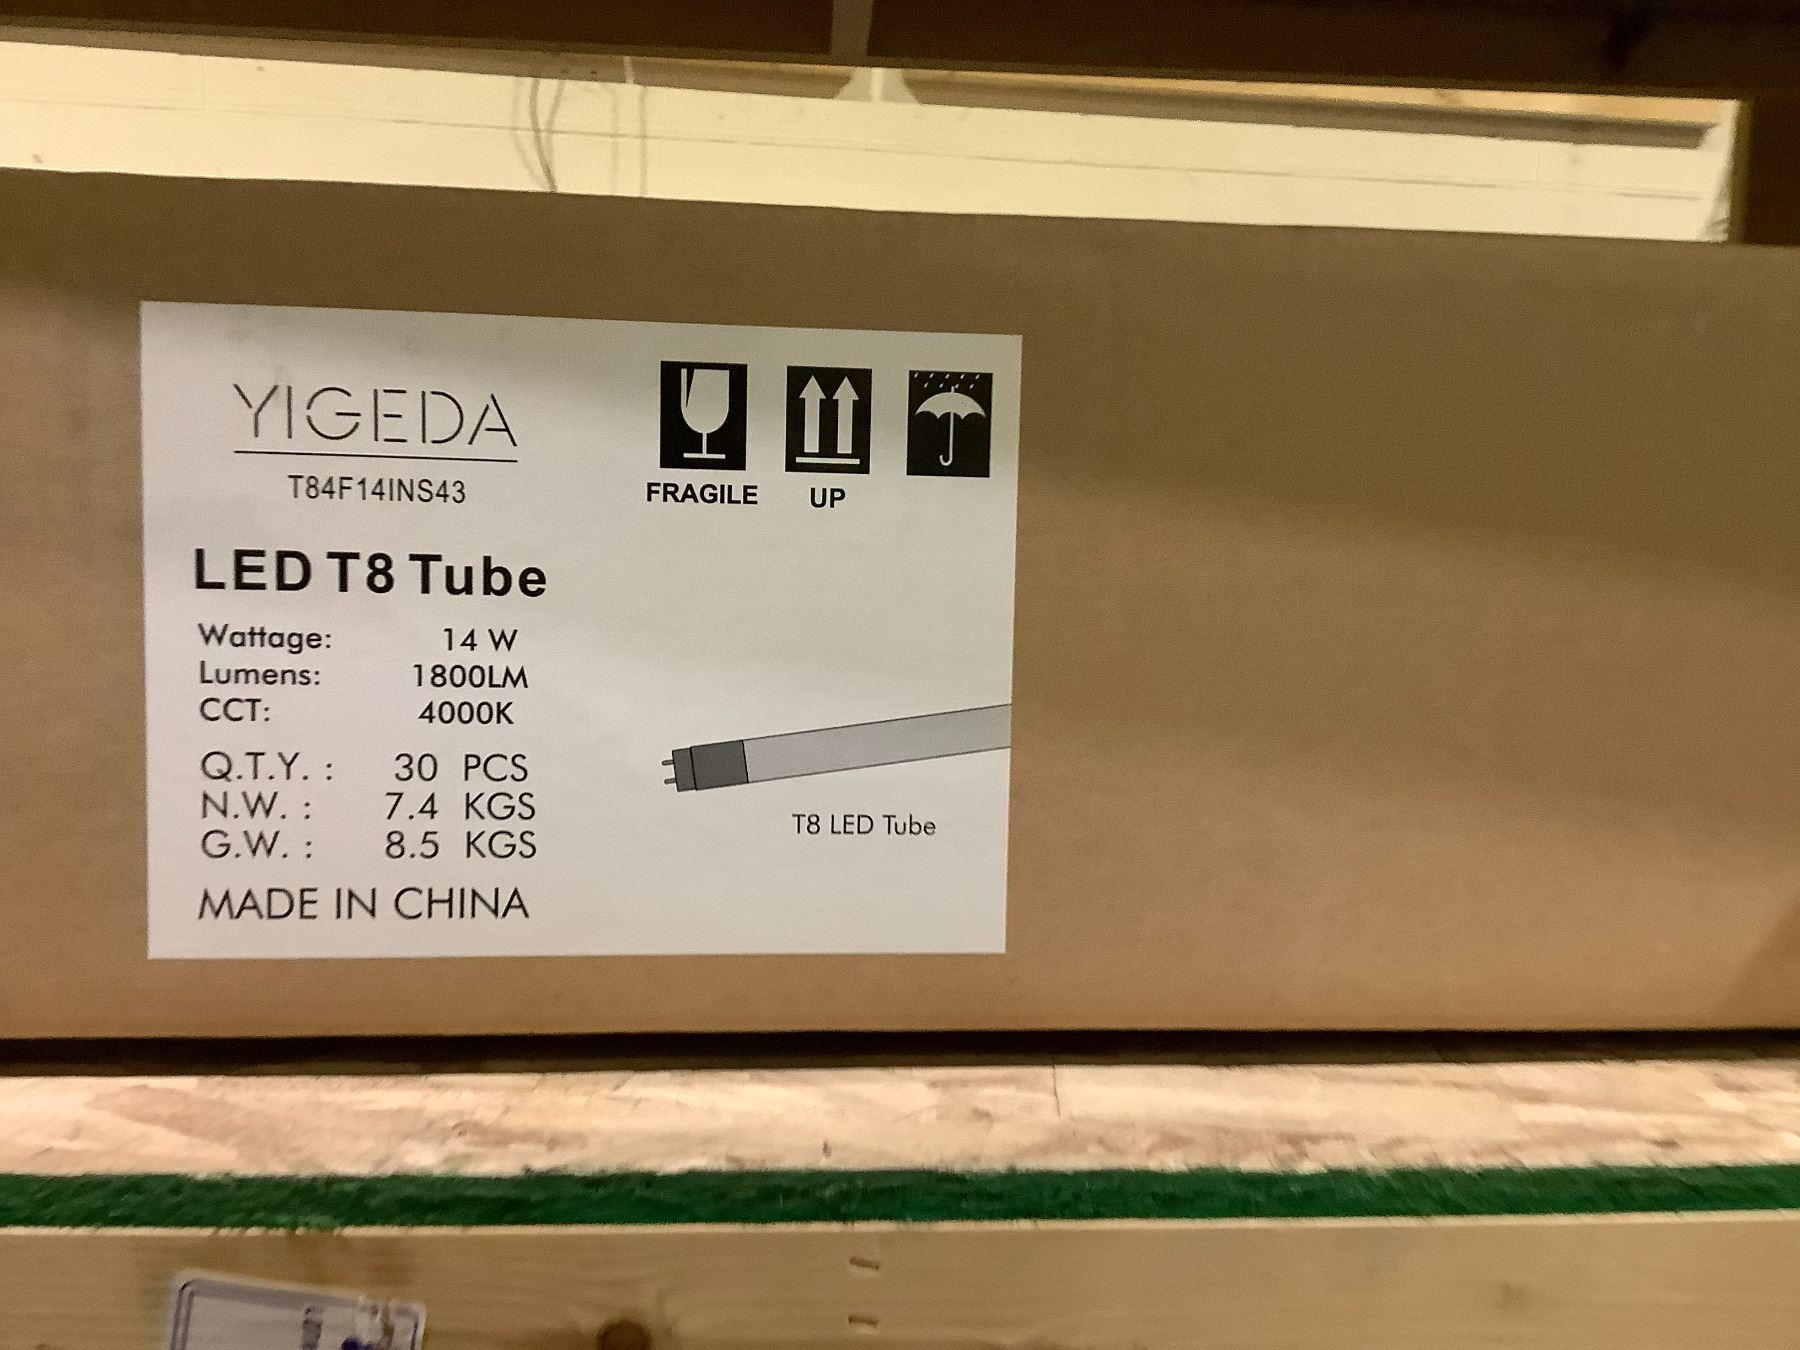 YIGEDA
T84F14INS43
FRAGILE
UP
LED T8 Tube
Wattage: 14 W
Lumens: 1800LM
CCT: 4000K
Q.T.Y. : 30 PCS
N.W. : 7.4 KGS
G.W. : 8.5 KGS
MADE IN CHINA
T8 LED Tube